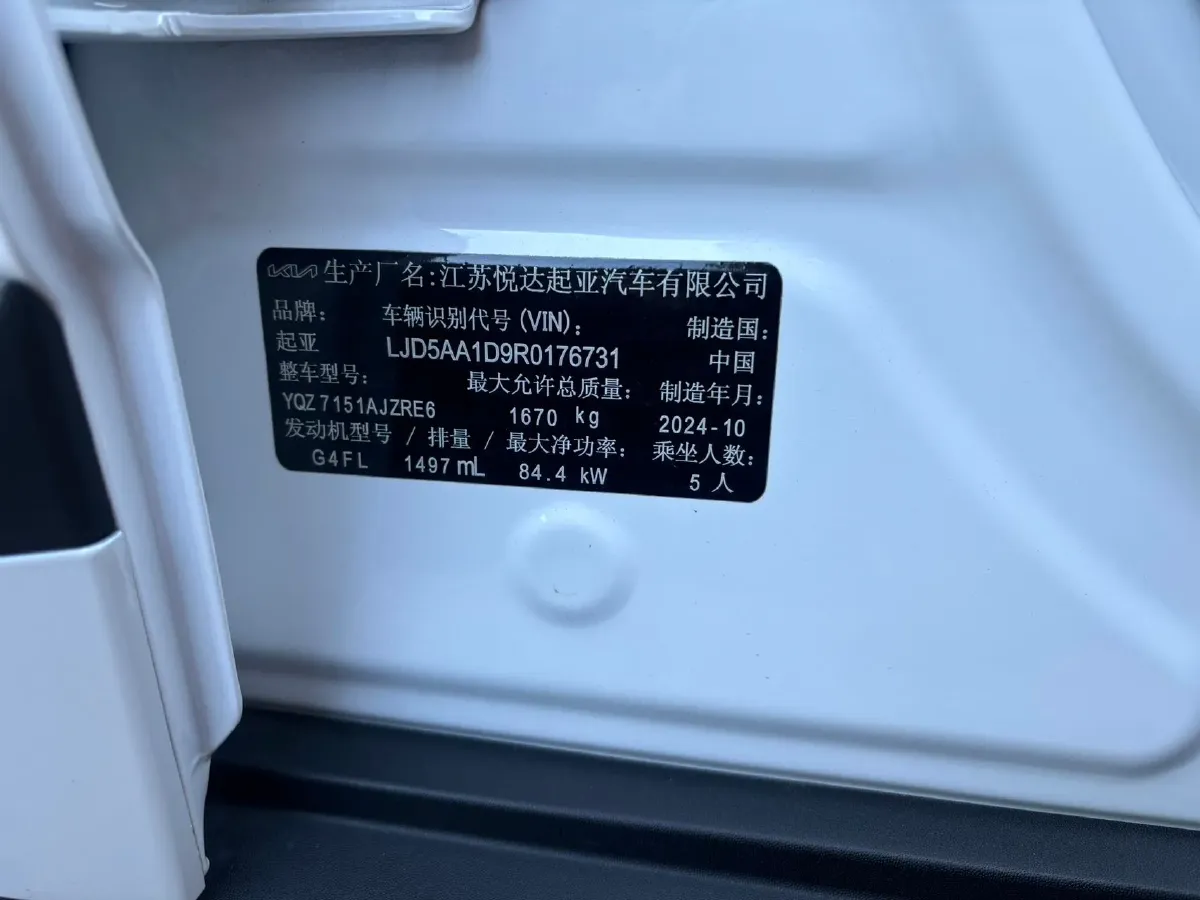 KIA 生产厂名:江苏悦达起亚汽车有限公司
品牌: 车辆识别代号(VIN): 制造国:
起亚 LJD5AA1D9R0176731 中国
整车型号: 最大允许总质量: 制造年月:
YQZ7151AJZRE6 1670 kg 2024-10
发动机型号 / 排量 / 最大净功率: 乘坐人数:
G4FL 1497mL 84.4 kW 5 人